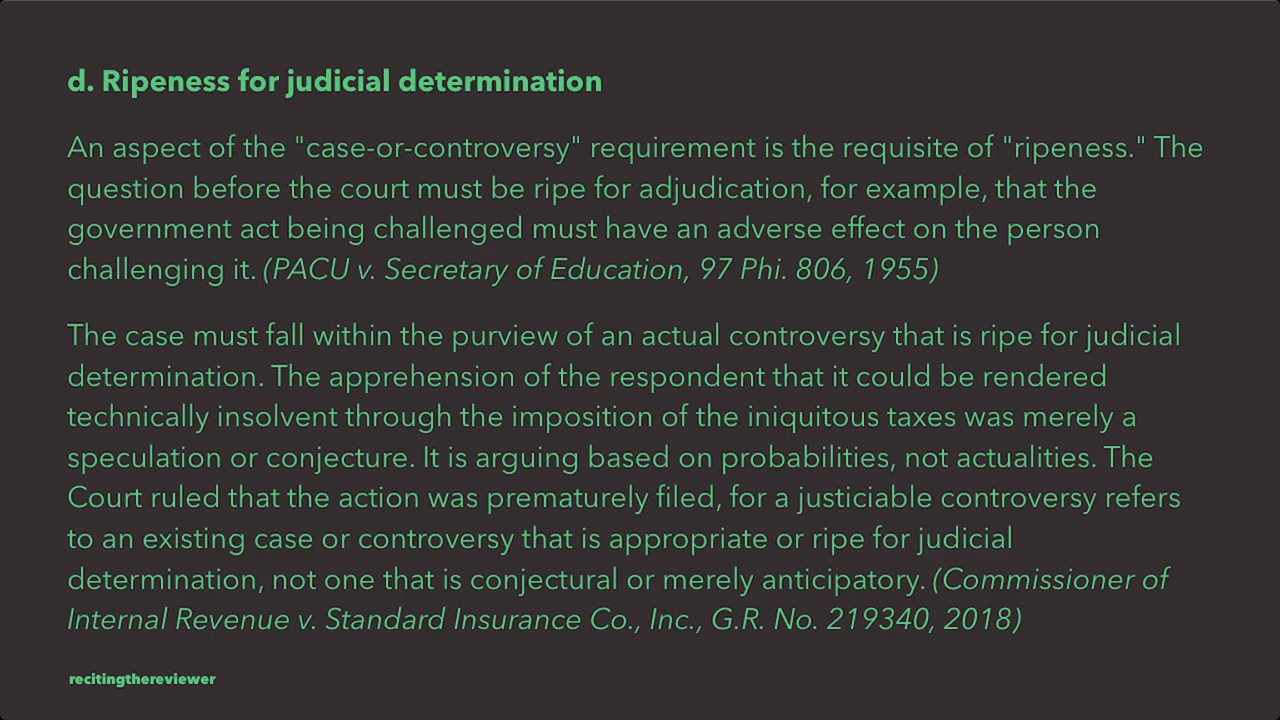 d. Ripeness for judicial determination
An aspect of the "case-or-controversy" requirement is the requisite of "ripeness." The
question before the court must be ripe for adjudication, for example, that the
government act being challenged must have an adverse effect on the person
challenging it. (PACU v. Secretary of Education, 97 Phi. 806, 1955)
The case must fall within the purview of an actual controversy that is ripe for judicial
determination. The apprehension of the respondent that it could be rendered
technically insolvent through the imposition of the iniquitous taxes was merely a
speculation or conjecture. It is arguing based on probabilities, not actualities. The
Court ruled that the action was prematurely filed, for a justiciable controversy refers
to an existing case or controversy that is appropriate or ripe for judicial
determination, not one that is conjectural or merely anticipatory. (Commissioner of
Internal Revenue v. Standard Insurance Co., Inc., G.R. No. 219340, 2018)
recitingthereviewer